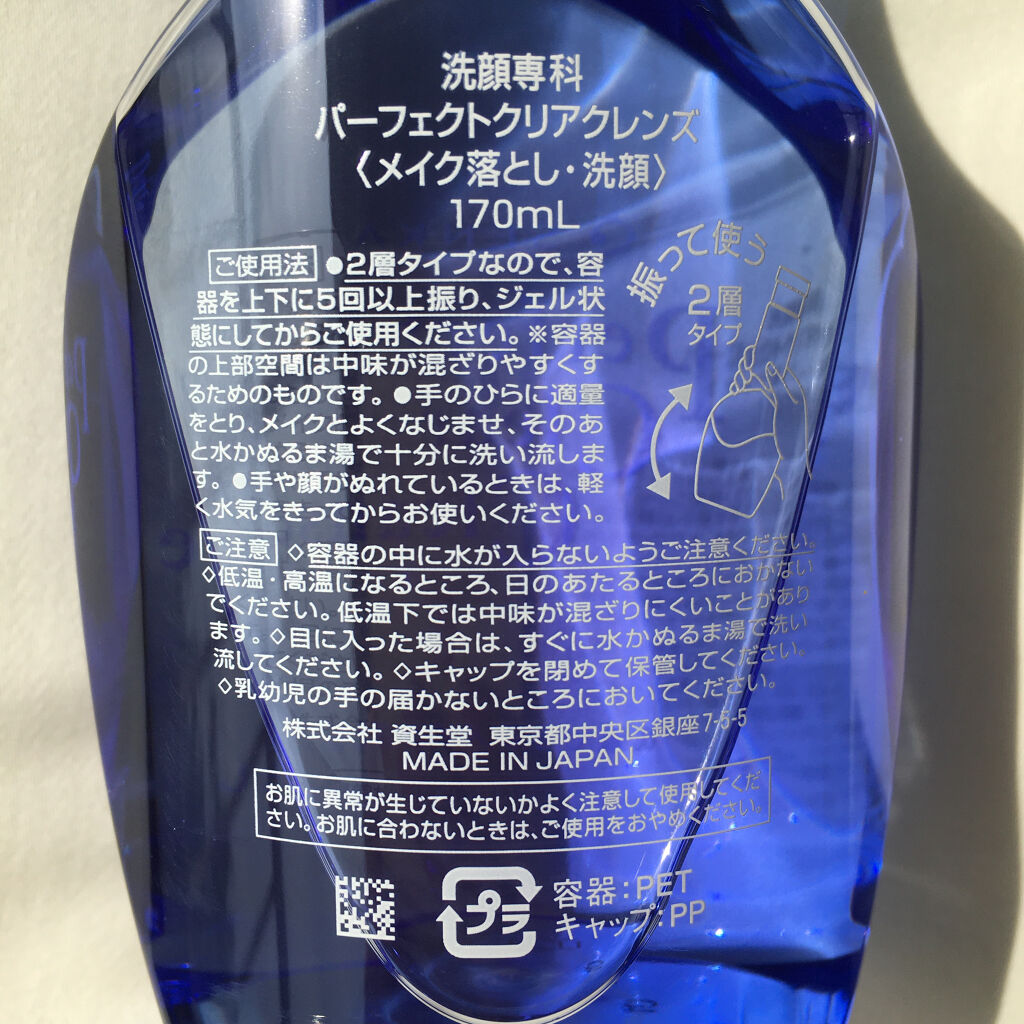 洗顔専科
パーフェクトクリアクレンズ
〈メイク落とし・洗顔〉
170mL
ご使用法 ●2層タイプなので、容
器を上下に5回以上振り、ジェル状
態にしてからご使用ください。※容器
の上部空間は中味が混ざりやすくす
るためのものです。●手のひらに適量
をとり、メイクとよくなじませ、そのあ
と水かぬるま湯で十分に洗い流しま
す。●手や顔がぬれているときは、軽
く水気をきってからお使いください。
振って使う
2層
タイプ
ご注意 ◇容器の中に水が入らないようご注意ください。
◇低温・高温になるところ、日のあたるところにおかない
でください。低温下では中味が混ざりにくいことがあり
ます。◇目に入った場合は、すぐに水かぬるま湯で洗い
流してください。◇キャップを閉めて保管してください。
◇乳幼児の手の届かないところにおいてください。
株式会社 資生堂 東京都中央区銀座7-5-5
MADE IN JAPAN
お肌に異常が生じていないかよく注意して使用してくだ
さい。お肌に合わないときは、ご使用をおやめください。
プラ
容器:PET
キャップ:PP